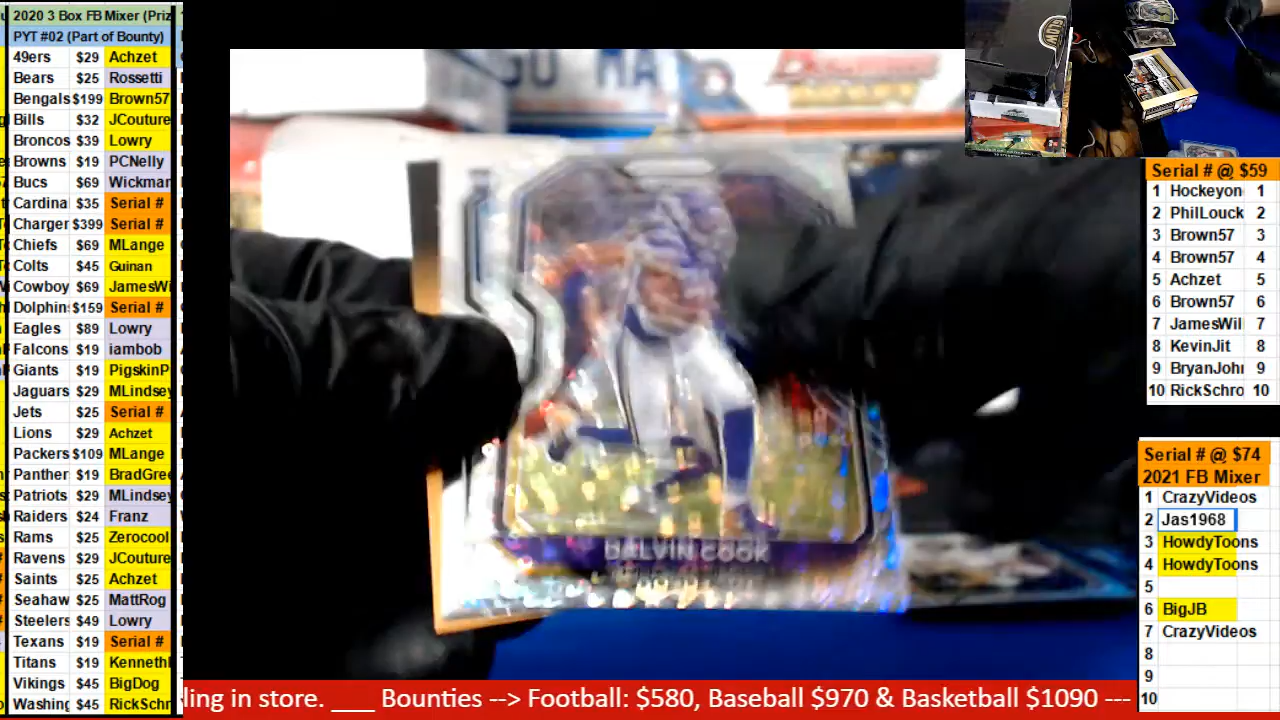 2020 3 Box FB Mixer (Priz
PYT #02 (Part of Bounty)
49ers $29 Achzet
Bears $25 Rossetti
Bengals $199 Brown57
Bills $32 JCouture
Broncos $39 Lowry
Browns $19 PCNelly
Bucs $69 Wickman
Cardina $35 Serial #
Charger $399 Serial #
Chiefs $69 MLange
Colts $45 Guinan
Cowboy $69 JamesWi
Dolphin $159 Serial #
Eagles $89 Lowry
Falcons $19 iambob
Giants $19 PigskinP
Jaguars $29 MLindsey
Jets $25 Serial #
Lions $29 Achzet
Packers $109 MLange
Panther $19 BradGree
Patriots $29 MLindsey
Raiders $24 Franz
Rams $25 Zerocool
Ravens $29 JCouture
Saints $25 Achzet
Seahaw $25 MattRog
Steelers $49 Lowry
Texans $19 Serial #
Titans $19 Kennethl
Vikings $45 BigDog
Washing $45 RickSchr
DALVIN COOK
Serial # @ $59
1 Hockeyon 1
2 PhilLouck 2
3 Brown57 3
4 Brown57 4
5 Achzet 5
6 Brown57 6
7 JamesWil 7
8 KevinJit 8
9 BryanJohn 9
10 RickSchro 10
Serial # @ $74
2021 FB Mixer
1 CrazyVideos
2 Jas1968
3 HowdyToons
4 HowdyToons
5
6 BigJB
7 CrazyVideos
8
9
10
ling in store. ___ Bounties --> Football: $580, Baseball $970 & Basketball $1090 ---